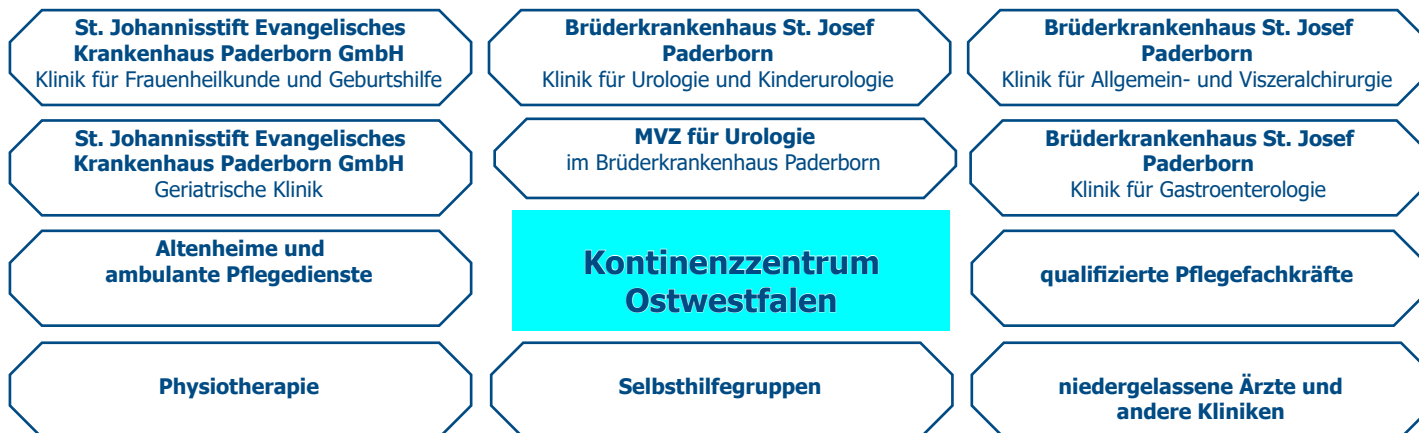 St. Johannisstift Evangelisches
Krankenhaus Paderborn GmbH
Klinik für Frauenheilkunde und Geburtshilfe
Brüderkrankenhaus St. Josef
Paderborn
Klinik für Urologie und Kinderurologie
Brüderkrankenhaus St. Josef
Paderborn
Klinik für Allgemein- und Viszeralchirurgie
St. Johannisstift Evangelisches
Krankenhaus Paderborn GmbH
Geriatrische Klinik
MVZ für Urologie
im Brüderkrankenhaus Paderborn
Brüderkrankenhaus St. Josef
Paderborn
Klinik für Gastroenterologie
Altenheime und
ambulante Pflegedienste
Kontinenzzentrum
Ostwestfalen
qualifizierte Pflegefachkräfte
Physiotherapie
Selbsthilfegruppen
niedergelassene Ärzte und
andere Kliniken